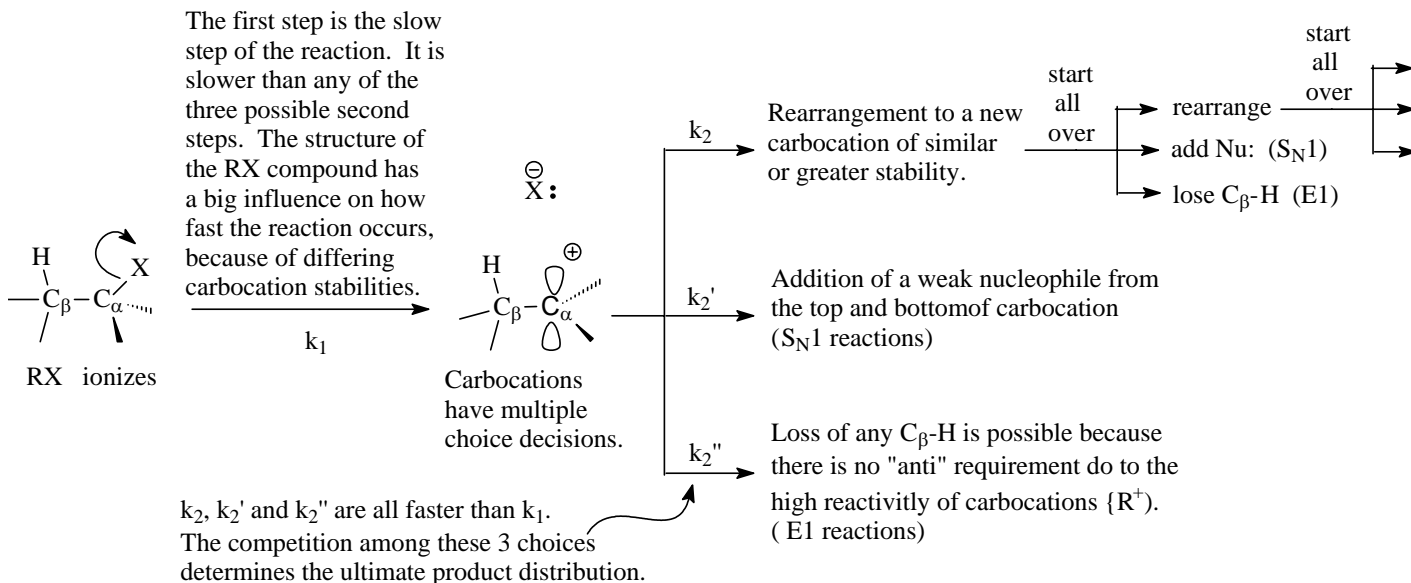 The first step is the slow
step of the reaction. It is
slower than any of the
three possible second
steps. The structure of
the RX compound has
a big influence on how
fast the reaction occurs,
because of differing
carbocation stabilities.
k1
H
X
Cβ
Cα
RX ionizes
⊖
X:
H
⊕
Cβ
Cα
Carbocations
have multiple
choice decisions.
k2
Rearrangement to a new
carbocation of similar
or greater stability.
start
all
over
rearrange
add Nu: (SN1)
lose Cβ-H (E1)
start
all
over
k2'
Addition of a weak nucleophile from
the top and bottomof carbocation
(SN1 reactions)
k2"
Loss of any Cβ-H is possible because
there is no "anti" requirement do to the
high reactivitly of carbocations {R+).
( E1 reactions)
k2, k2' and k2" are all faster than k1.
The competition among these 3 choices
determines the ultimate product distribution.